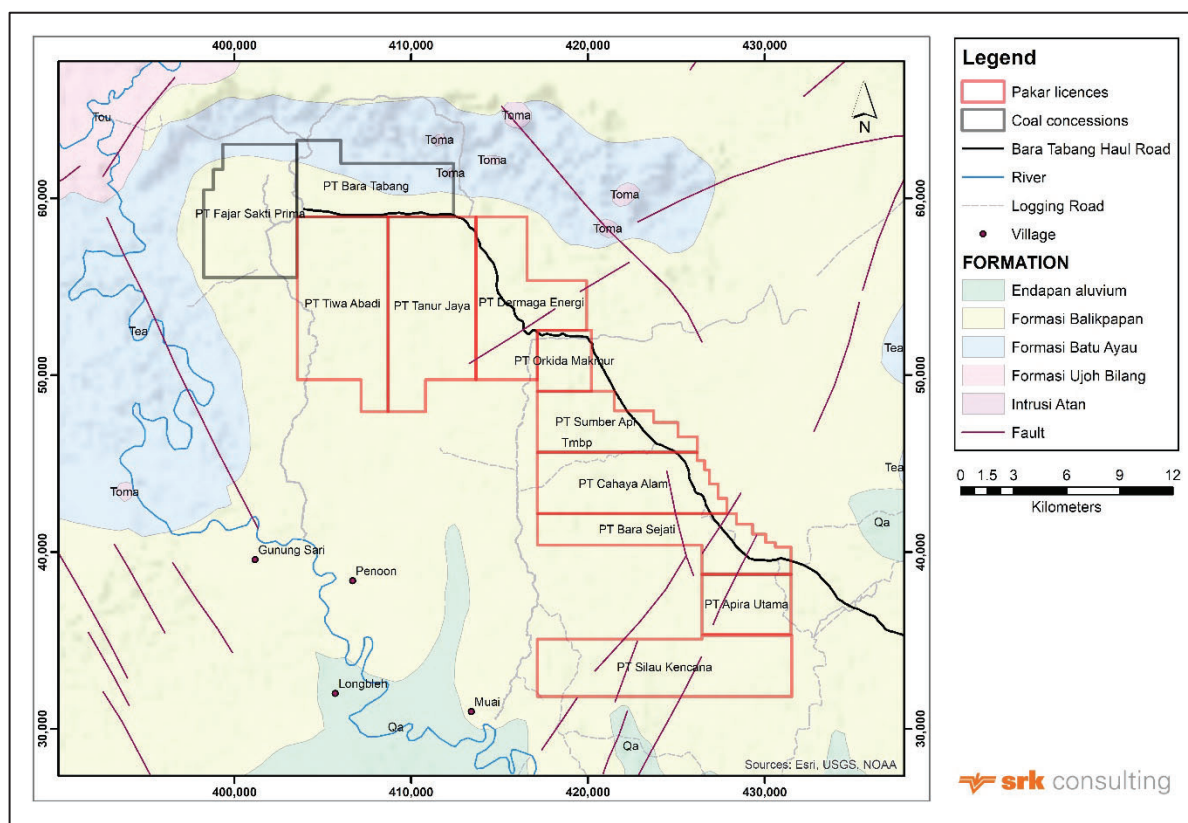 400,000 410,000 420,000 430,000
60,000
50,000
40,000
30,000
60,000
50,000
40,000
30,000
400,000 410,000 420,000 430,000
Tou
Toma
Toma
Toma
Toma
Toma
Toma
N
PT Bara Tabang
PT Fajar Sakti Prima
PT Tiwa Abadi
PT Tanur Jaya
PT Dermaga Energi
Tea
Tea
PT Orkida Makmur
PT Sumber Api
Tmbp
Tea
PT Cahaya Alam
Toma
PT Bara Sejati
Qa
Gunung Sari
Penoon
PT Apira Utama
PT Silau Kencana
Longbleh
Muai
Qa
Qa
Sources: Esri, USGS, NOAA
Legend
Pakar licences
Coal concessions
Bara Tabang Haul Road
River
Logging Road
Village
FORMATION
Endapan aluvium
Formasi Balikpapan
Formasi Batu Ayau
Formasi Ujoh Bilang
Intrusi Atan
Fault
0 1.5 3 6 9 12
Kilometers
srk consulting